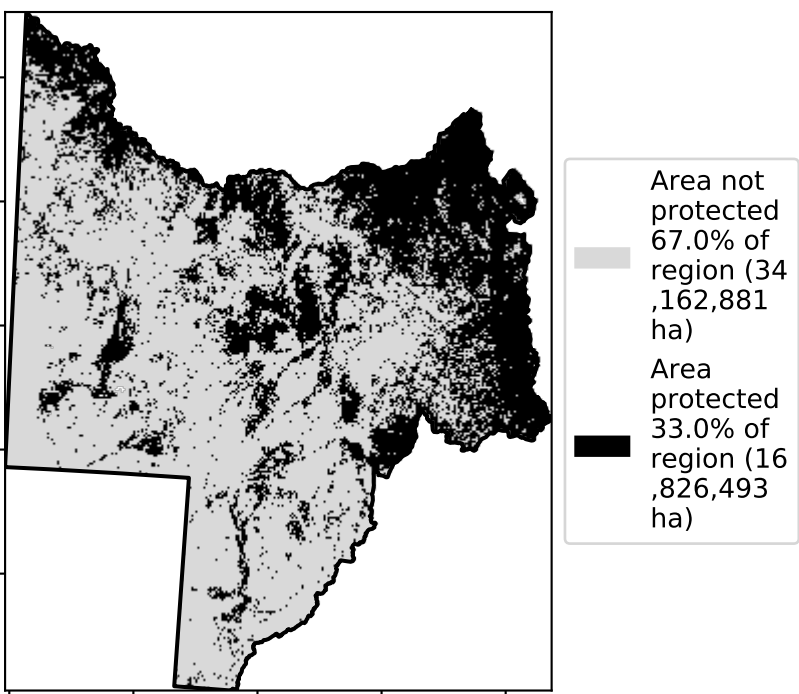 Area not
protected
67.0% of
region (34
,162,881
ha)
Area
protected
33.0% of
region (16
,826,493
ha)